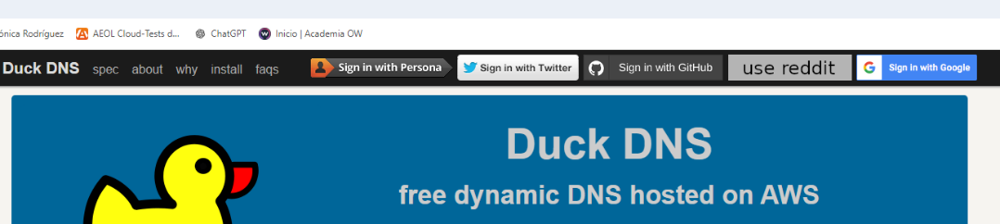 ónica Rodríguez AEOL Cloud-Tests d... ChatGPT Inicio | Academia OW
Duck DNS spec about why install faqs Sign in with Persona Sign in with Twitter Sign in with GitHub use reddit Sign in with Google
Duck DNS
free dynamic DNS hosted on AWS